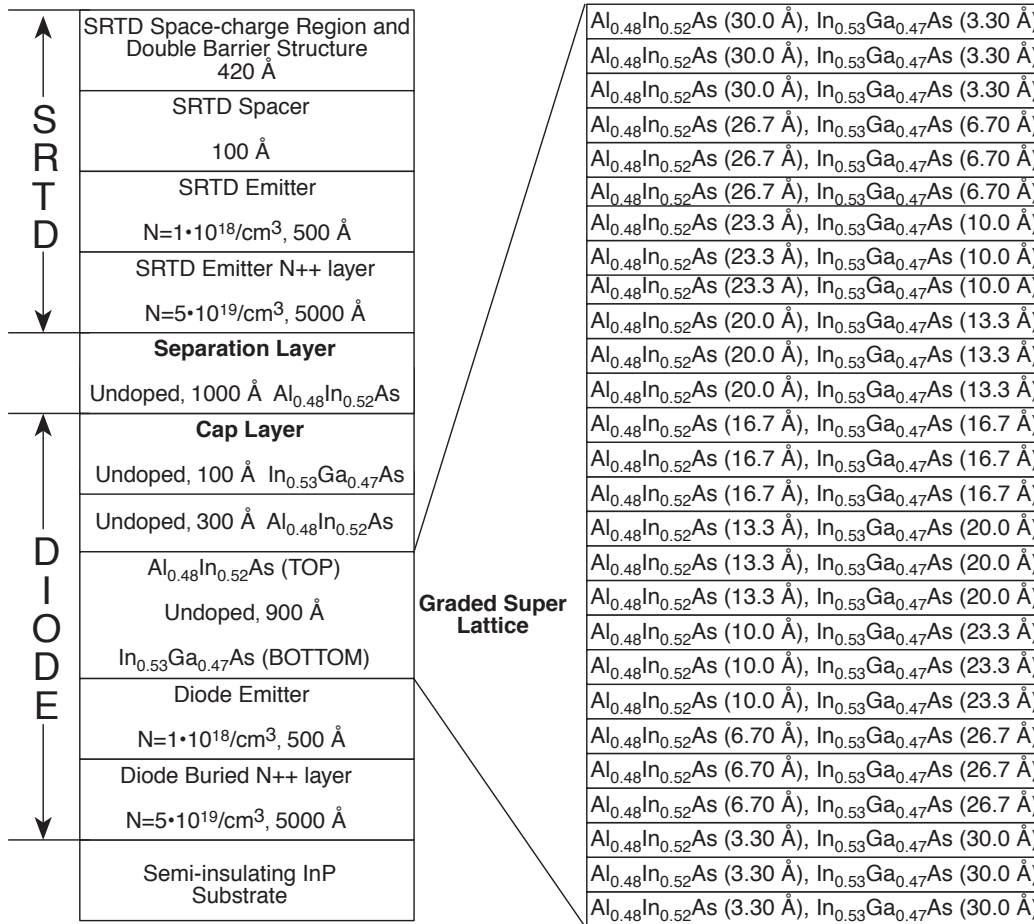 SRTD
SRTD Space-charge Region and
Double Barrier Structure
420 Å
SRTD Spacer
100 Å
SRTD Emitter
N=1•10¹⁸/cm³, 500 Å
SRTD Emitter N++ layer
N=5•10¹⁹/cm³, 5000 Å
Separation Layer
Undoped, 1000 Å Al₀.₄₈In₀.₅₂As
DIODE
Cap Layer
Undoped, 100 Å In₀.₅₃Ga₀.₄₇As
Undoped, 300 Å Al₀.₄₈In₀.₅₂As
Al₀.₄₈In₀.₅₂As (TOP)
Undoped, 900 Å
In₀.₅₃Ga₀.₄₇As (BOTTOM)
Diode Emitter
N=1•10¹⁸/cm³, 500 Å
Diode Buried N++ layer
N=5•10¹⁹/cm³, 5000 Å
Semi-insulating InP
Substrate
Graded Super
Lattice
Al₀.₄₈In₀.₅₂As (30.0 Å), In₀.₅₃Ga₀.₄₇As (3.30 Å)
Al₀.₄₈In₀.₅₂As (30.0 Å), In₀.₅₃Ga₀.₄₇As (3.30 Å)
Al₀.₄₈In₀.₅₂As (30.0 Å), In₀.₅₃Ga₀.₄₇As (3.30 Å)
Al₀.₄₈In₀.₅₂As (26.7 Å), In₀.₅₃Ga₀.₄₇As (6.70 Å)
Al₀.₄₈In₀.₅₂As (26.7 Å), In₀.₅₃Ga₀.₄₇As (6.70 Å)
Al₀.₄₈In₀.₅₂As (26.7 Å), In₀.₅₃Ga₀.₄₇As (6.70 Å)
Al₀.₄₈In₀.₅₂As (23.3 Å), In₀.₅₃Ga₀.₄₇As (10.0 Å)
Al₀.₄₈In₀.₅₂As (23.3 Å), In₀.₅₃Ga₀.₄₇As (10.0 Å)
Al₀.₄₈In₀.₅₂As (23.3 Å), In₀.₅₃Ga₀.₄₇As (10.0 Å)
Al₀.₄₈In₀.₅₂As (20.0 Å), In₀.₅₃Ga₀.₄₇As (13.3 Å)
Al₀.₄₈In₀.₅₂As (20.0 Å), In₀.₅₃Ga₀.₄₇As (13.3 Å)
Al₀.₄₈In₀.₅₂As (20.0 Å), In₀.₅₃Ga₀.₄₇As (13.3 Å)
Al₀.₄₈In₀.₅₂As (16.7 Å), In₀.₅₃Ga₀.₄₇As (16.7 Å)
Al₀.₄₈In₀.₅₂As (16.7 Å), In₀.₅₃Ga₀.₄₇As (16.7 Å)
Al₀.₄₈In₀.₅₂As (16.7 Å), In₀.₅₃Ga₀.₄₇As (16.7 Å)
Al₀.₄₈In₀.₅₂As (13.3 Å), In₀.₅₃Ga₀.₄₇As (20.0 Å)
Al₀.₄₈In₀.₅₂As (13.3 Å), In₀.₅₃Ga₀.₄₇As (20.0 Å)
Al₀.₄₈In₀.₅₂As (13.3 Å), In₀.₅₃Ga₀.₄₇As (20.0 Å)
Al₀.₄₈In₀.₅₂As (10.0 Å), In₀.₅₃Ga₀.₄₇As (23.3 Å)
Al₀.₄₈In₀.₅₂As (10.0 Å), In₀.₅₃Ga₀.₄₇As (23.3 Å)
Al₀.₄₈In₀.₅₂As (10.0 Å), In₀.₅₃Ga₀.₄₇As (23.3 Å)
Al₀.₄₈In₀.₅₂As (6.70 Å), In₀.₅₃Ga₀.₄₇As (26.7 Å)
Al₀.₄₈In₀.₅₂As (6.70 Å), In₀.₅₃Ga₀.₄₇As (26.7 Å)
Al₀.₄₈In₀.₅₂As (6.70 Å), In₀.₅₃Ga₀.₄₇As (26.7 Å)
Al₀.₄₈In₀.₅₂As (3.30 Å), In₀.₅₃Ga₀.₄₇As (30.0 Å)
Al₀.₄₈In₀.₅₂As (3.30 Å), In₀.₅₃Ga₀.₄₇As (30.0 Å)
Al₀.₄₈In₀.₅₂As (3.30 Å), In₀.₅₃Ga₀.₄₇As (30.0 Å)